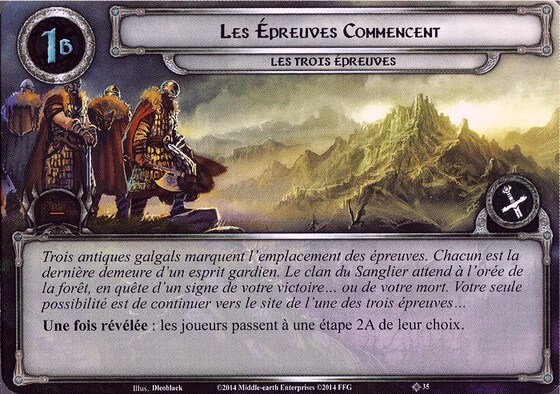 1B
Les Épreuves Commencent
Les Trois Épreuves
Trois antiques galgals marquent l'emplacement des épreuves. Chacun est la
dernière demeure d'un esprit gardien. Le clan du Sanglier attend à l'orée de
la forêt, en quête d'un signe de votre victoire… ou de votre mort. Votre seule
possibilité est de continuer vers le site de l'une des trois épreuves…
Une fois révélée : les joueurs passent à une étape 2A de leur choix.
Illus. Dleoblack ©2014 Middle-earth Enterprises ©2014 FFG 35